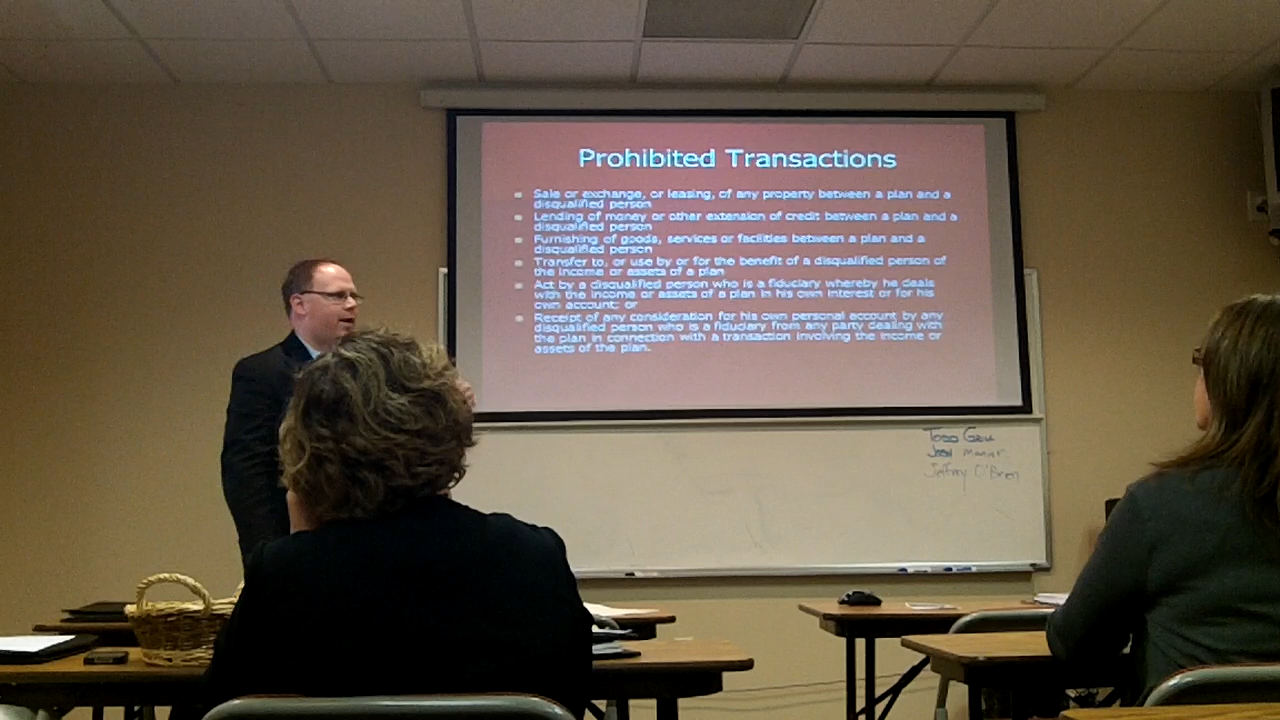 Prohibited Transactions
Sale or exchange, or leasing, of any property between a plan and a
disqualified person
Lending of money or other extension of credit between a plan and a
disqualified person
Furnishing of goods, services or facilities between a plan and a
disqualified person
Transfer to, or use by or for the benefit of a disqualified person of
the income or assets of a plan
Act by a disqualified person who is a fiduciary whereby he deals
with the income or assets of a plan in his own interest or for his
own account; or
Receipt of any consideration for his own personal account by any
disqualified person who is a fiduciary from any party dealing with
the plan in connection with a transaction involving the income or
assets of the plan.
Todd
Josh
Jeffrey O'Brien